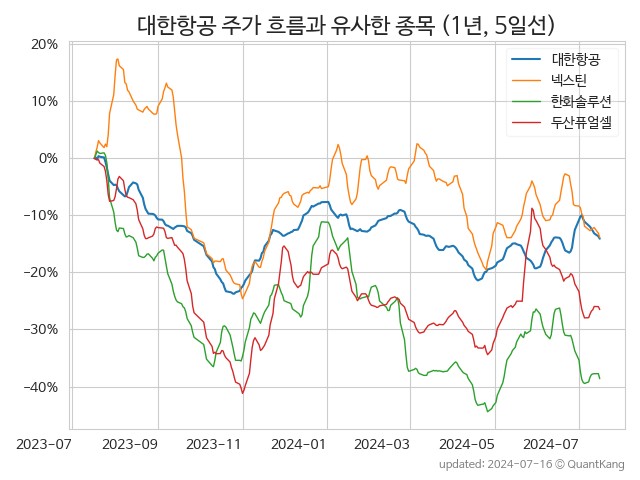 대한항공 주가 흐름과 유사한 종목 (1년, 5일선)
20%
10%
0%
−10%
−20%
−30%
−40%
대한항공
넥스틴
한화솔루션
두산퓨얼셀
2023-07 2023-09 2023-11 2024-01 2024-03 2024-05 2024-07
updated: 2024-07-16 © QuantKang